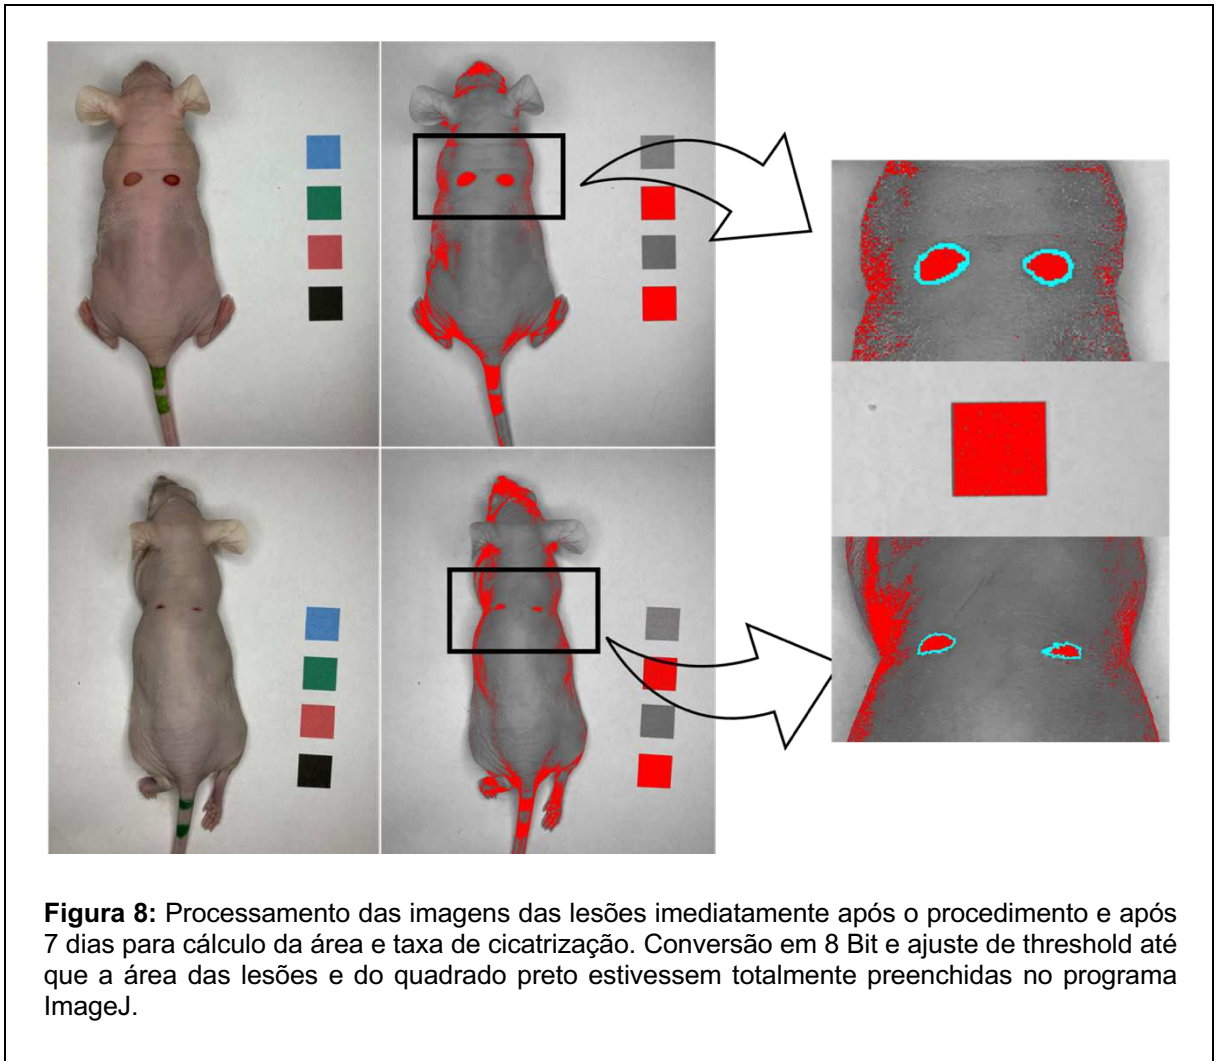 Figura 8: Processamento das imagens das lesões imediatamente após o procedimento e após
7 dias para cálculo da área e taxa de cicatrização. Conversão em 8 Bit e ajuste de threshold até
que a área das lesões e do quadrado preto estivessem totalmente preenchidas no programa
ImageJ.